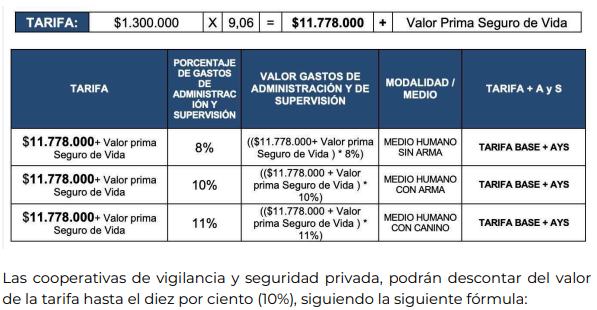 TARIFA: $1.300.000 X 9,06 = $11.778.000 + Valor Prima Seguro de Vida
TARIFA
PORCENTAJE
DE GASTOS
DE
ADMINISTRAC
IÓN Y
SUPERVISIÓN
VALOR GASTOS DE
ADMINISTRACIÓN Y DE
SUPERVISIÓN
MODALIDAD /
MEDIO
TARIFA + A y S
$11.778.000+ Valor prima
Seguro de Vida
8%
(($11.778.000+ Valor prima
Seguro de Vida ) * 8%)
MEDIO HUMANO
SIN ARMA
TARIFA BASE + AYS
$11.778.000+ Valor prima
Seguro de Vida
10%
(($11.778.000 + Valor
prima Seguro de Vida ) *
10%)
MEDIO HUMANO
CON ARMA
TARIFA BASE + AYS
$11.778.000+ Valor prima
Seguro de Vida
11%
(($11.778.000 + Valor
prima Seguro de Vida ) *
11%)
MEDIO HUMANO
CON CANINO
TARIFA BASE + AYS
Las cooperativas de vigilancia y seguridad privada, podrán descontar del valor
de la tarifa hasta el diez por ciento (10%), siguiendo la siguiente fórmula: